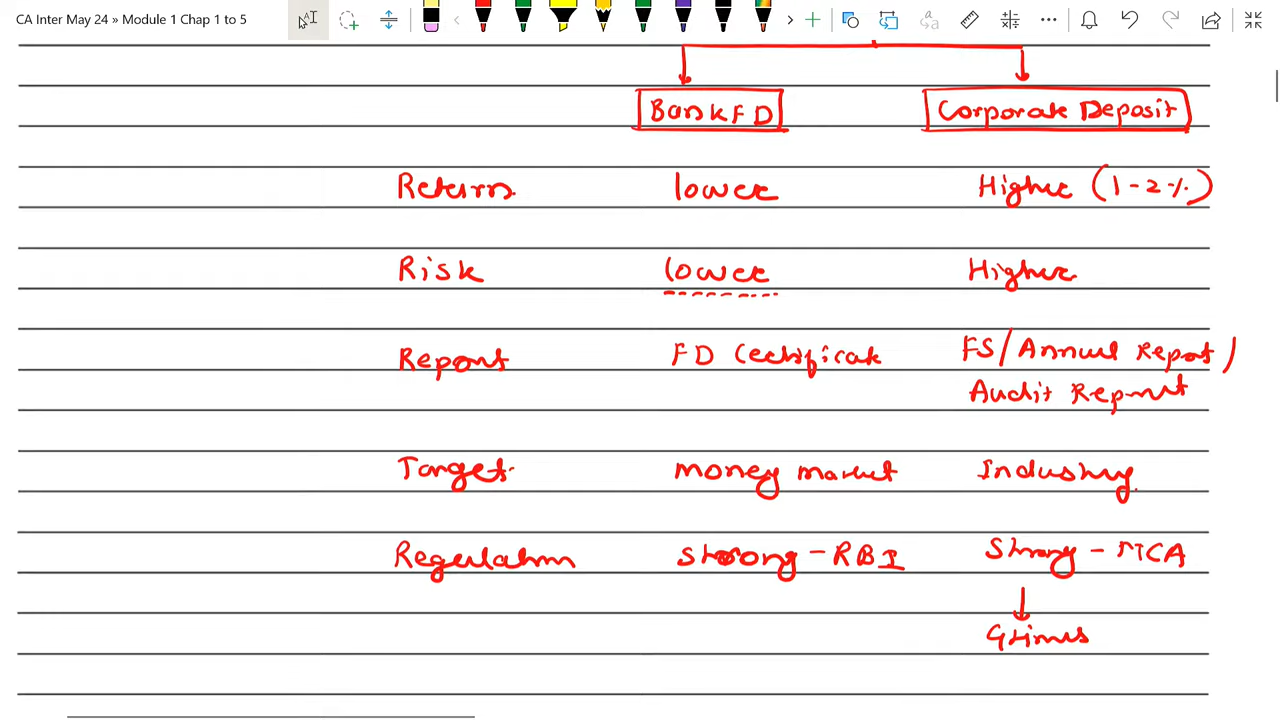 CA Inter May 24 » Module 1 Chap 1 to 5
Bank FD Corporate Deposit
Returns lower Higher (1-2%)
Risk lower Higher
Report FD Certificate FS/Annual Report/
Audit Report
Target Money Market Industry
Regulation Strong - RBI Strong - MCA